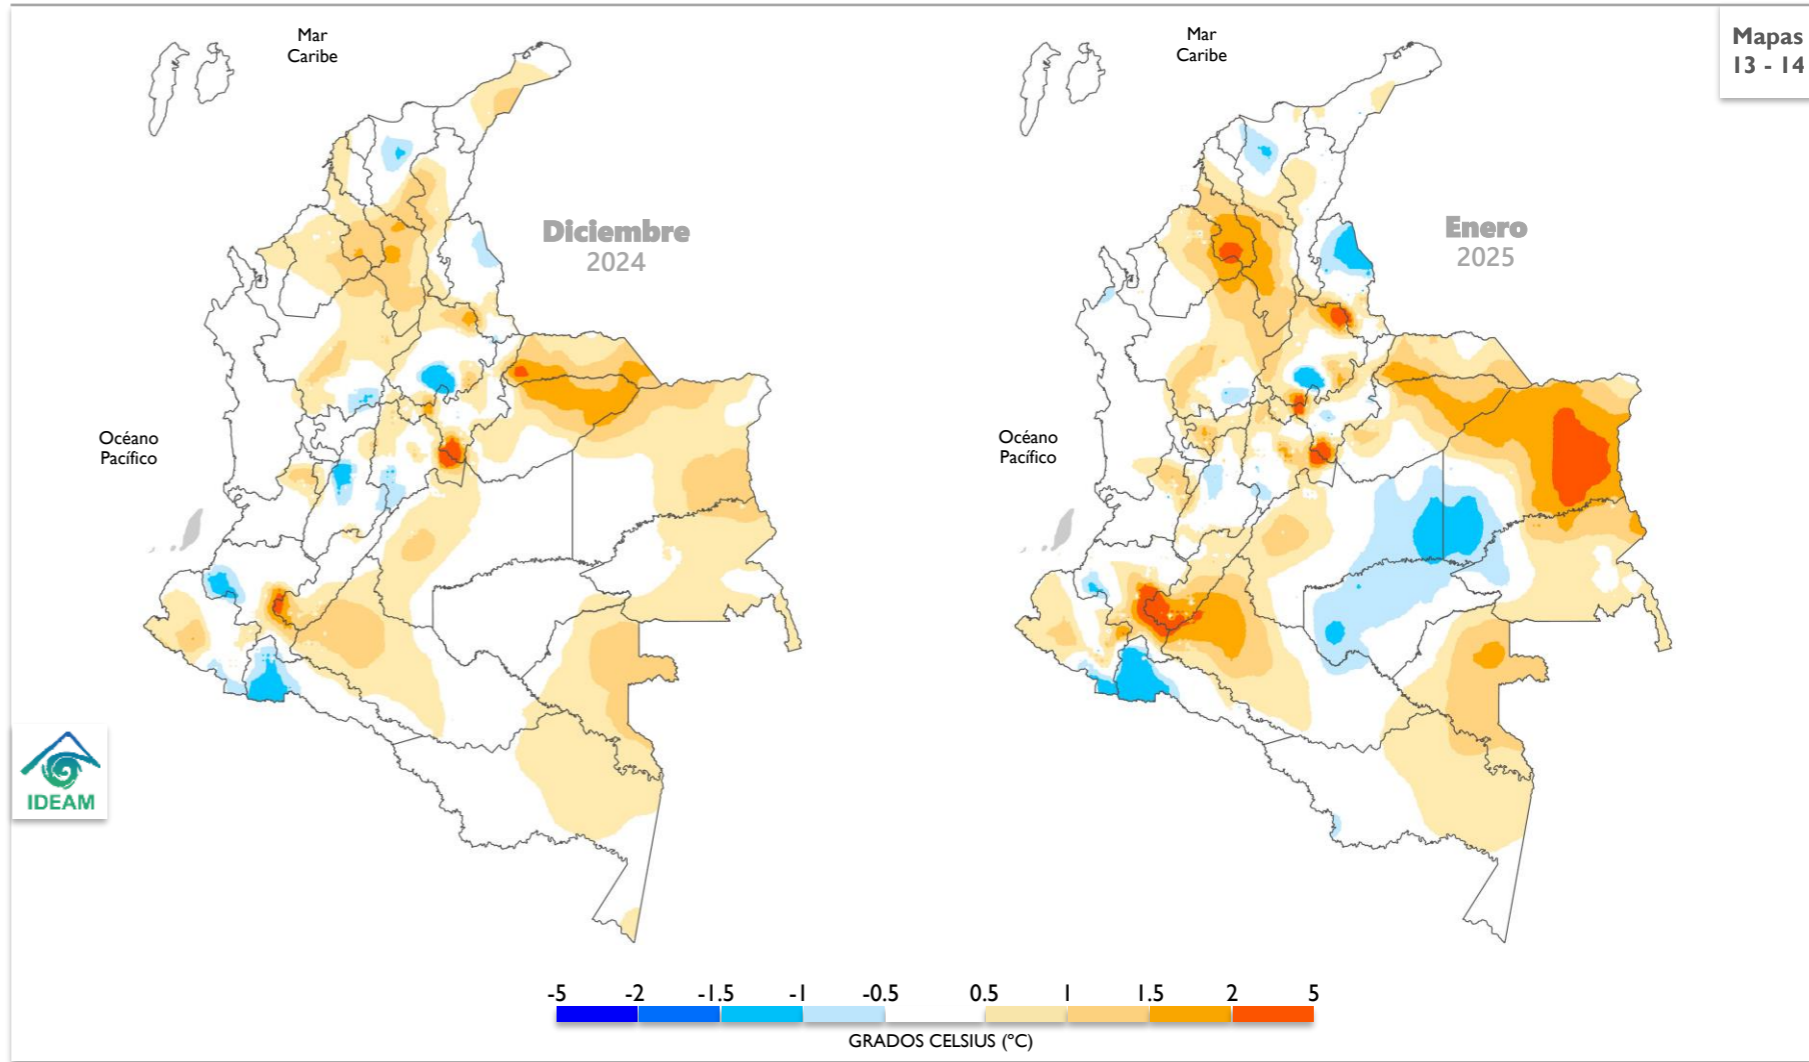 Mapas
13 - 14
Mar
Caribe
Mar
Caribe
Diciembre
2024
Enero
2025
Océano
Pacífico
Océano
Pacífico
IDEAM
-5 -2 -1.5 -1 -0.5 0.5 1 1.5 2 5
GRADOS CELSIUS (°C)